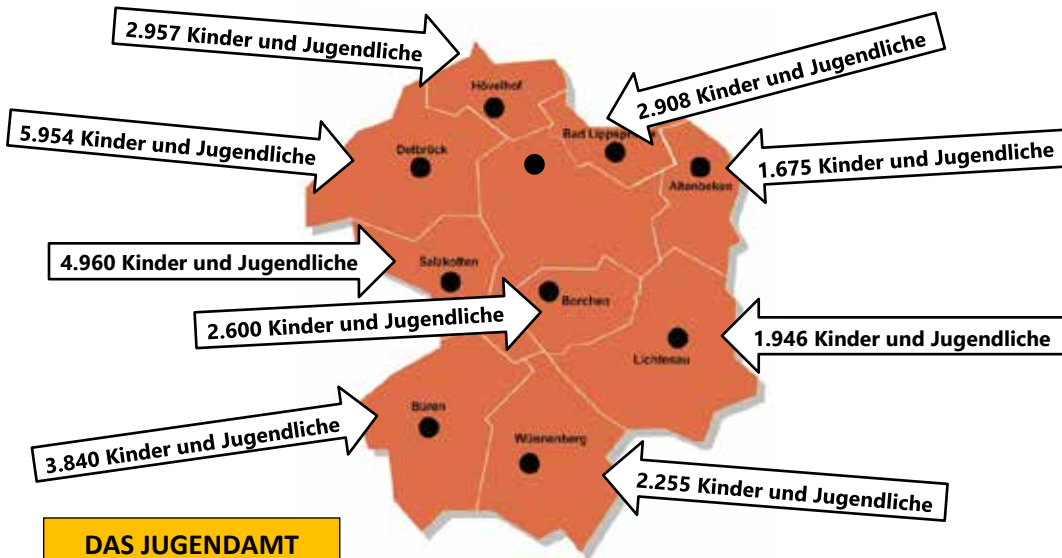 2.957 Kinder und Jugendliche
Hövelhof
2.908 Kinder und Jugendliche
Bad Lippsp
5.954 Kinder und Jugendliche
Delbrück
1.675 Kinder und Jugendliche
Altenbeken
4.960 Kinder und Jugendliche
Salzkotten
2.600 Kinder und Jugendliche
Borchen
1.946 Kinder und Jugendliche
Lichtenau
3.840 Kinder und Jugendliche
Büren
Wünnenberg
2.255 Kinder und Jugendliche
DAS JUGENDAMT